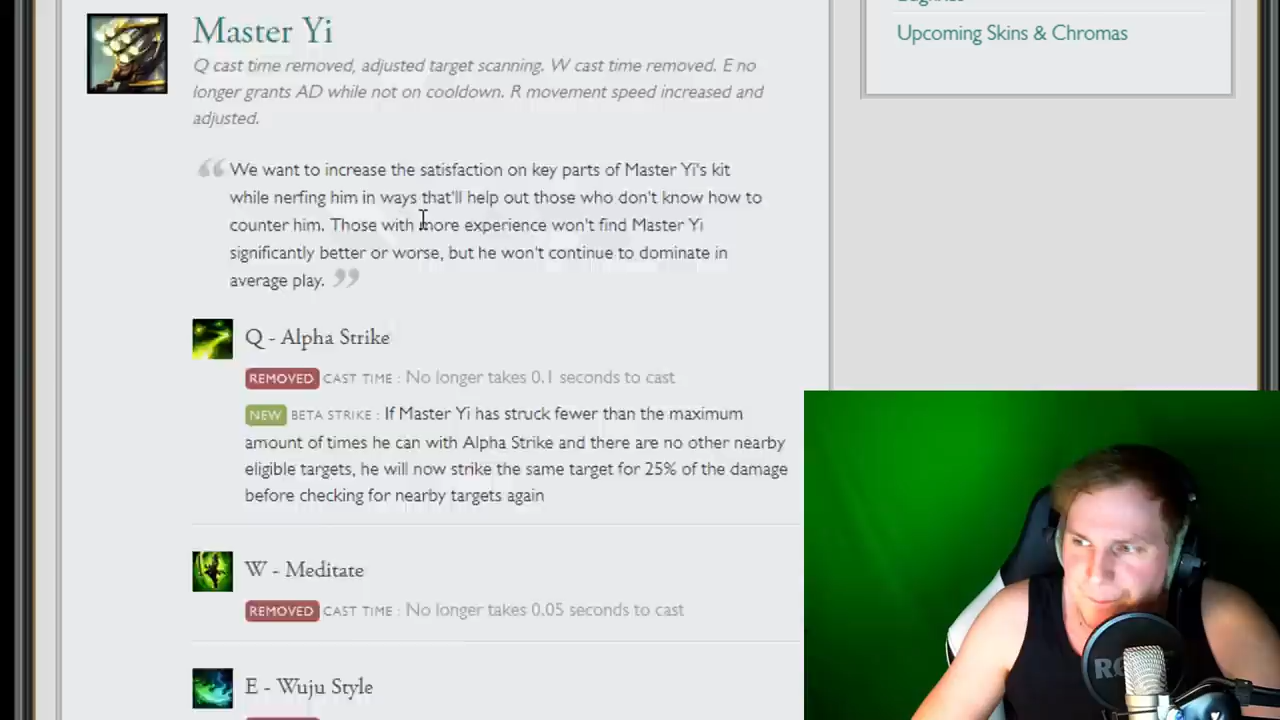 Master Yi
Upcoming Skins & Chromas
Q cast time removed, adjusted target scanning. W cast time removed. E no
longer grants AD while not on cooldown. R movement speed increased and
adjusted.
“ We want to increase the satisfaction on key parts of Master Yi's kit
while nerfing him in ways that'll help out those who don't know how to
counter him. Those with more experience won't find Master Yi
significantly better or worse, but he won't continue to dominate in
average play. ”
Q - Alpha Strike
REMOVED CAST TIME : No longer takes 0.1 seconds to cast
NEW BETA STRIKE : If Master Yi has struck fewer than the maximum
amount of times he can with Alpha Strike and there are no other nearby
eligible targets, he will now strike the same target for 25% of the damage
before checking for nearby targets again
W - Meditate
REMOVED CAST TIME : No longer takes 0.05 seconds to cast
E - Wuju Style